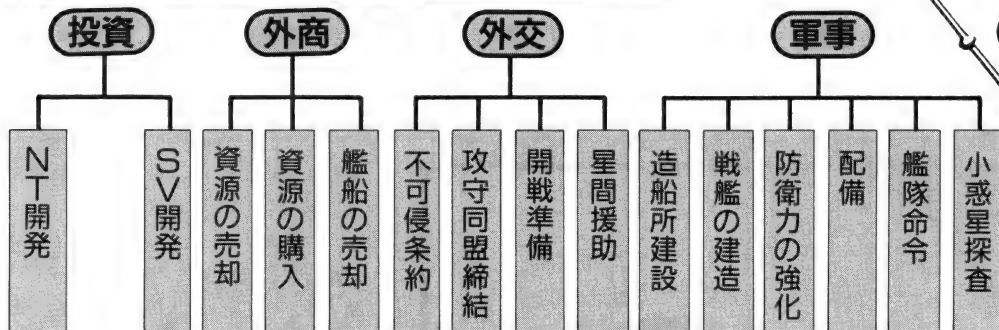 投資
外商
外交
軍事
NT開発
SV開発
資源の売却
資源の購入
艦船の売却
不可侵条約
攻守同盟締結
開戦準備
星間援助
造船所建設
戦艦の建造
防衛力の強化
配備
艦隊命令
小惑星探査